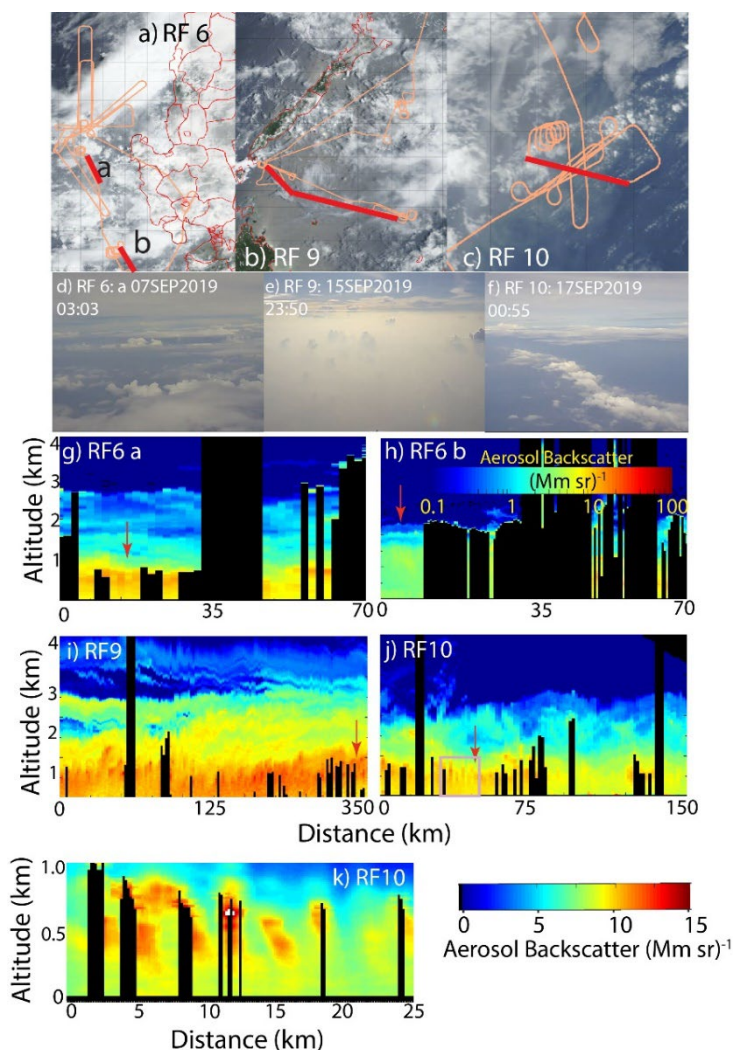 a) RF 6
a
b
b) RF 9
c) RF 10
d) RF 6: a 07SEP2019
03:03
e) RF 9: 15SEP2019
23:50
f) RF 10: 17SEP2019
00:55
g) RF6 a
h) RF6 b
Aerosol Backscatter
(Mm sr)-1
0.1 1 10 100
Altitude (km)
4
3
2
1
0 35 70
0 35 70
i) RF9
j) RF10
Altitude (km)
4
3
2
1
0 125 350
0 75 150
Distance (km)
k) RF10
Altitude (km)
1.0
0.5
0
0 5 10 15 20 25
Distance (km)
0 5 10 15
Aerosol Backscatter (Mm sr)-1